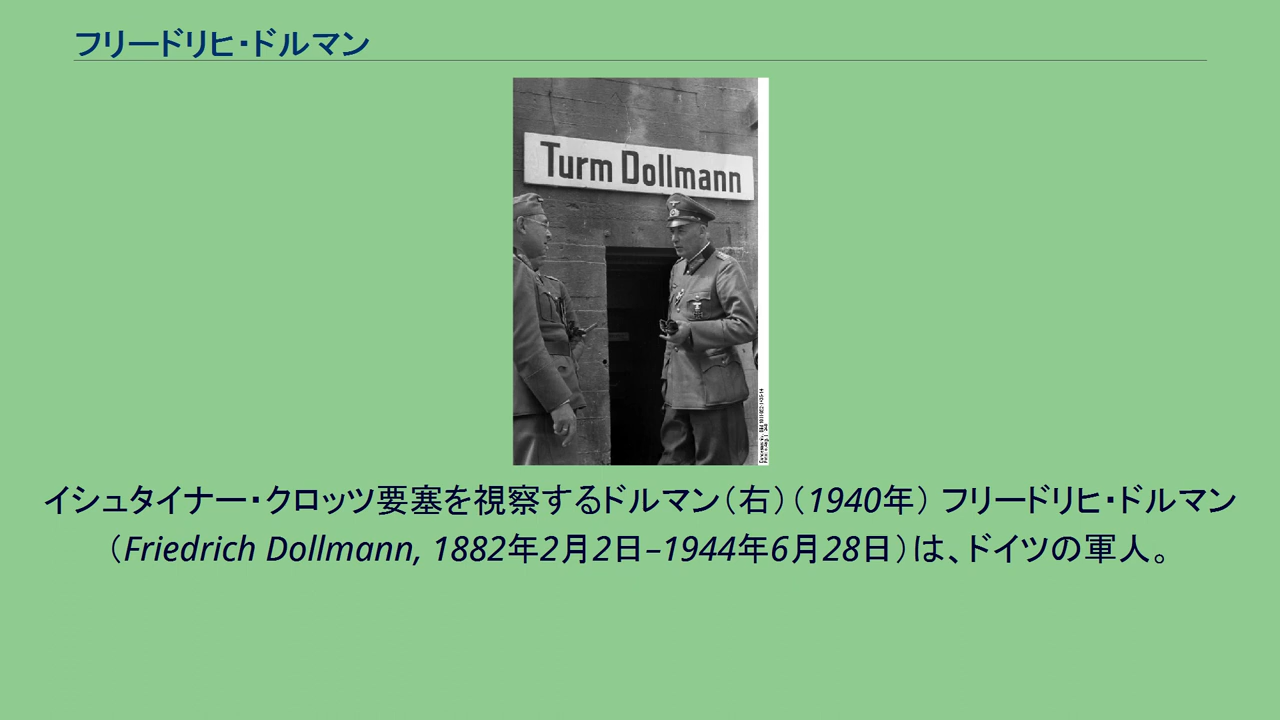 フリードリヒ・ドルマン
Turm Dollmann
イシュタイナー・クロッツ要塞を視察するドルマン（右）（1940年） フリードリヒ・ドルマン
（Friedrich Dollmann, 1882年2月2日–1944年6月28日）は、ドイツの軍人。